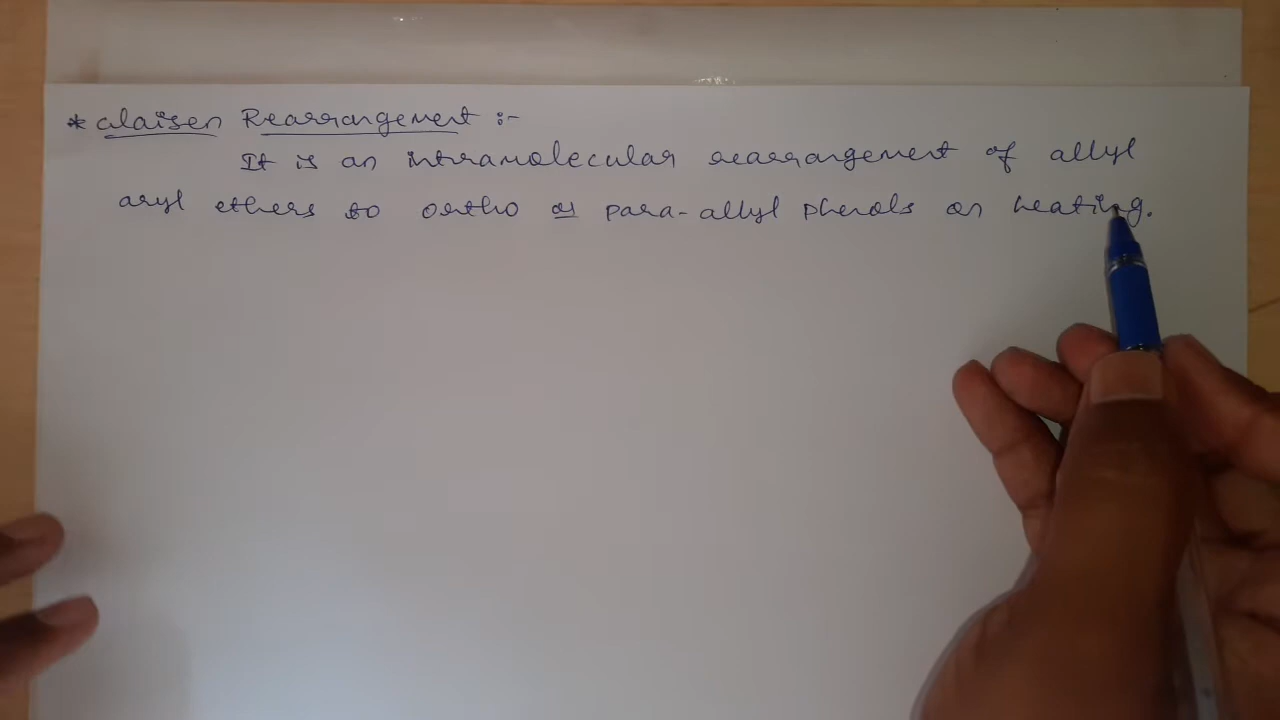 * Claisen Rearrangement :-
It is an intramolecular rearrangement of allyl
aryl ethers to ortho or para-allyl phenols on heating.